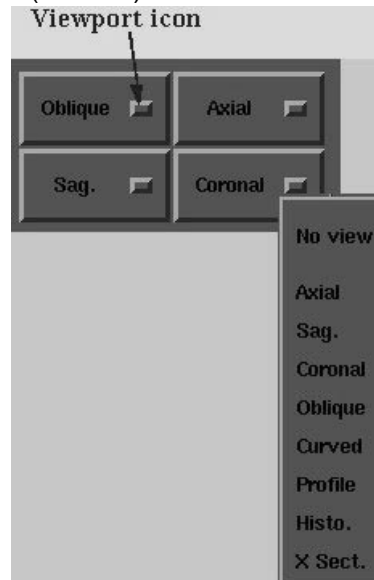 Viewport icon
Oblique Axial
Sag. Coronal
No view
Axial
Sag.
Coronal
Oblique
Curved
Profile
Histo.
X Sect.